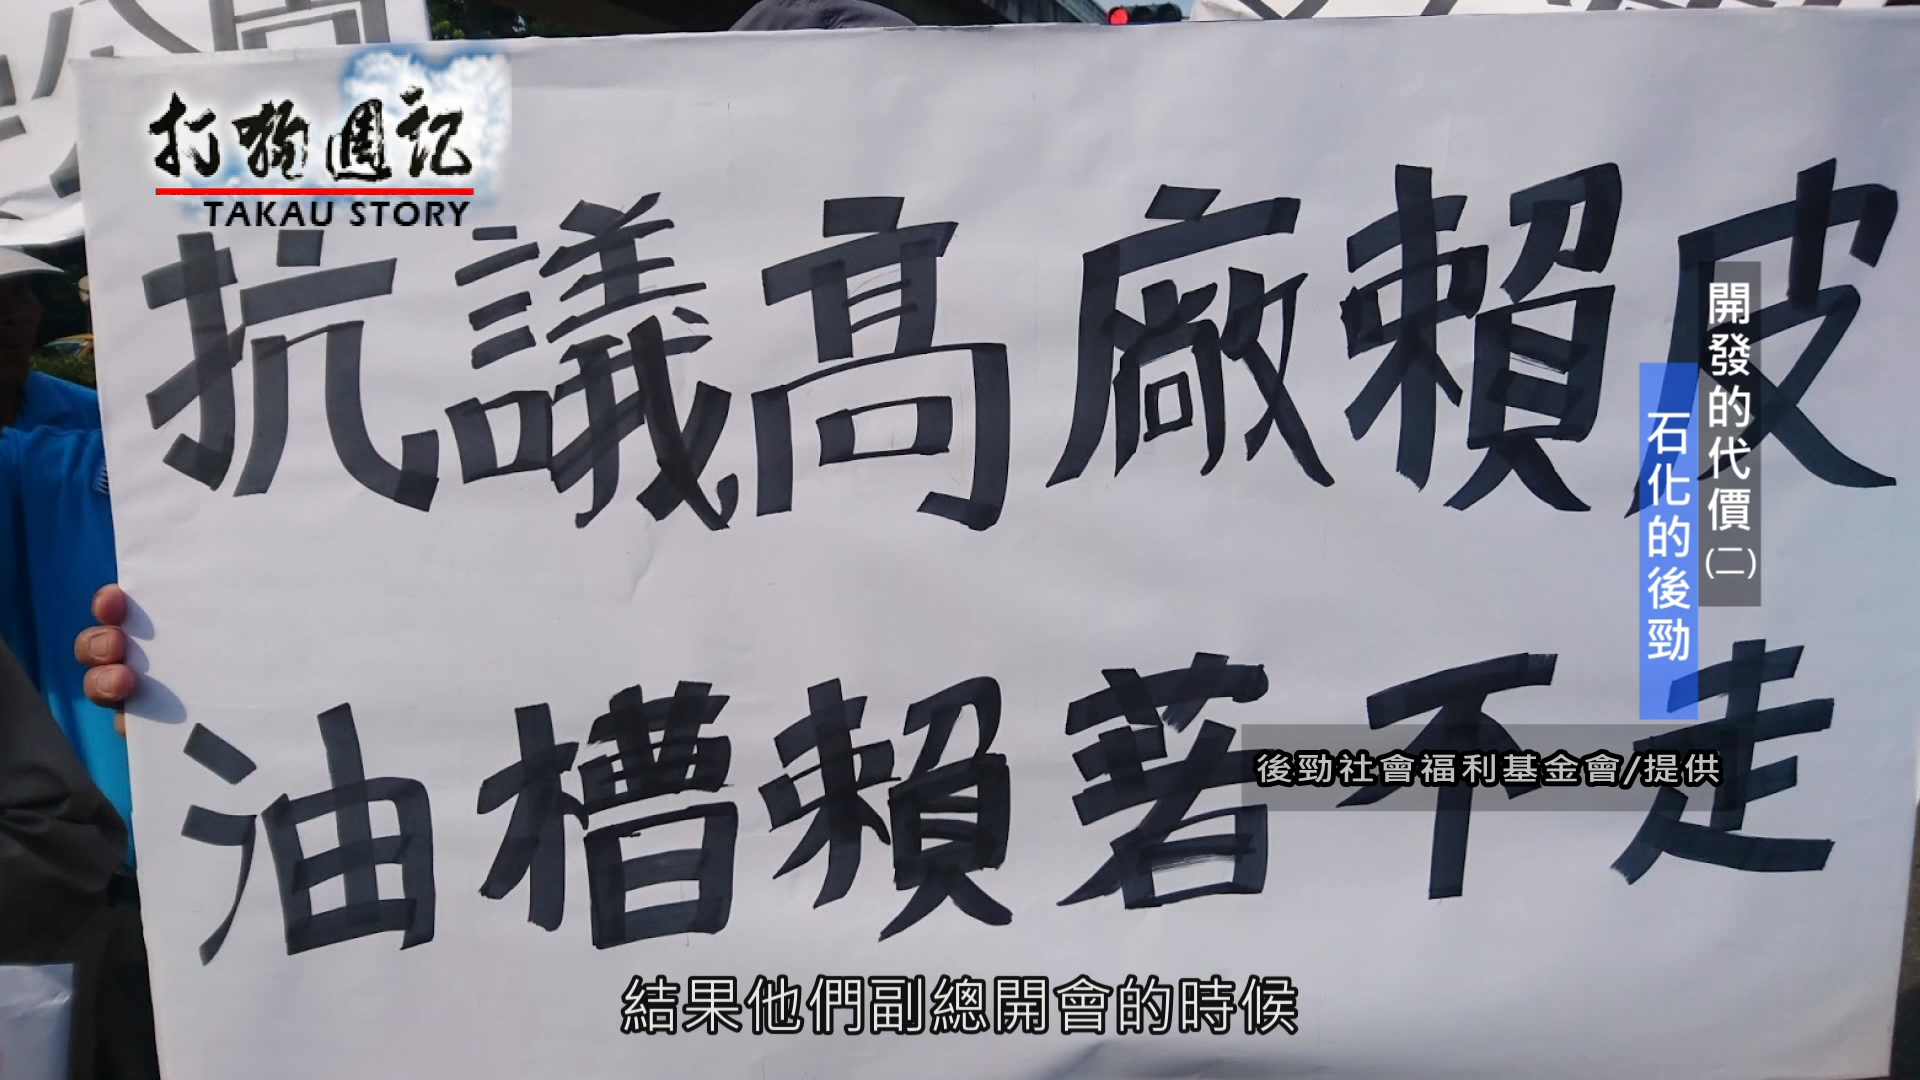 打狗週記
TAKAU STORY
抗議高廠賴皮
油槽賴著不走
開發的代價(二)
石化的後勁
後勁社會福利基金會/提供
結果他們副總開會的時候